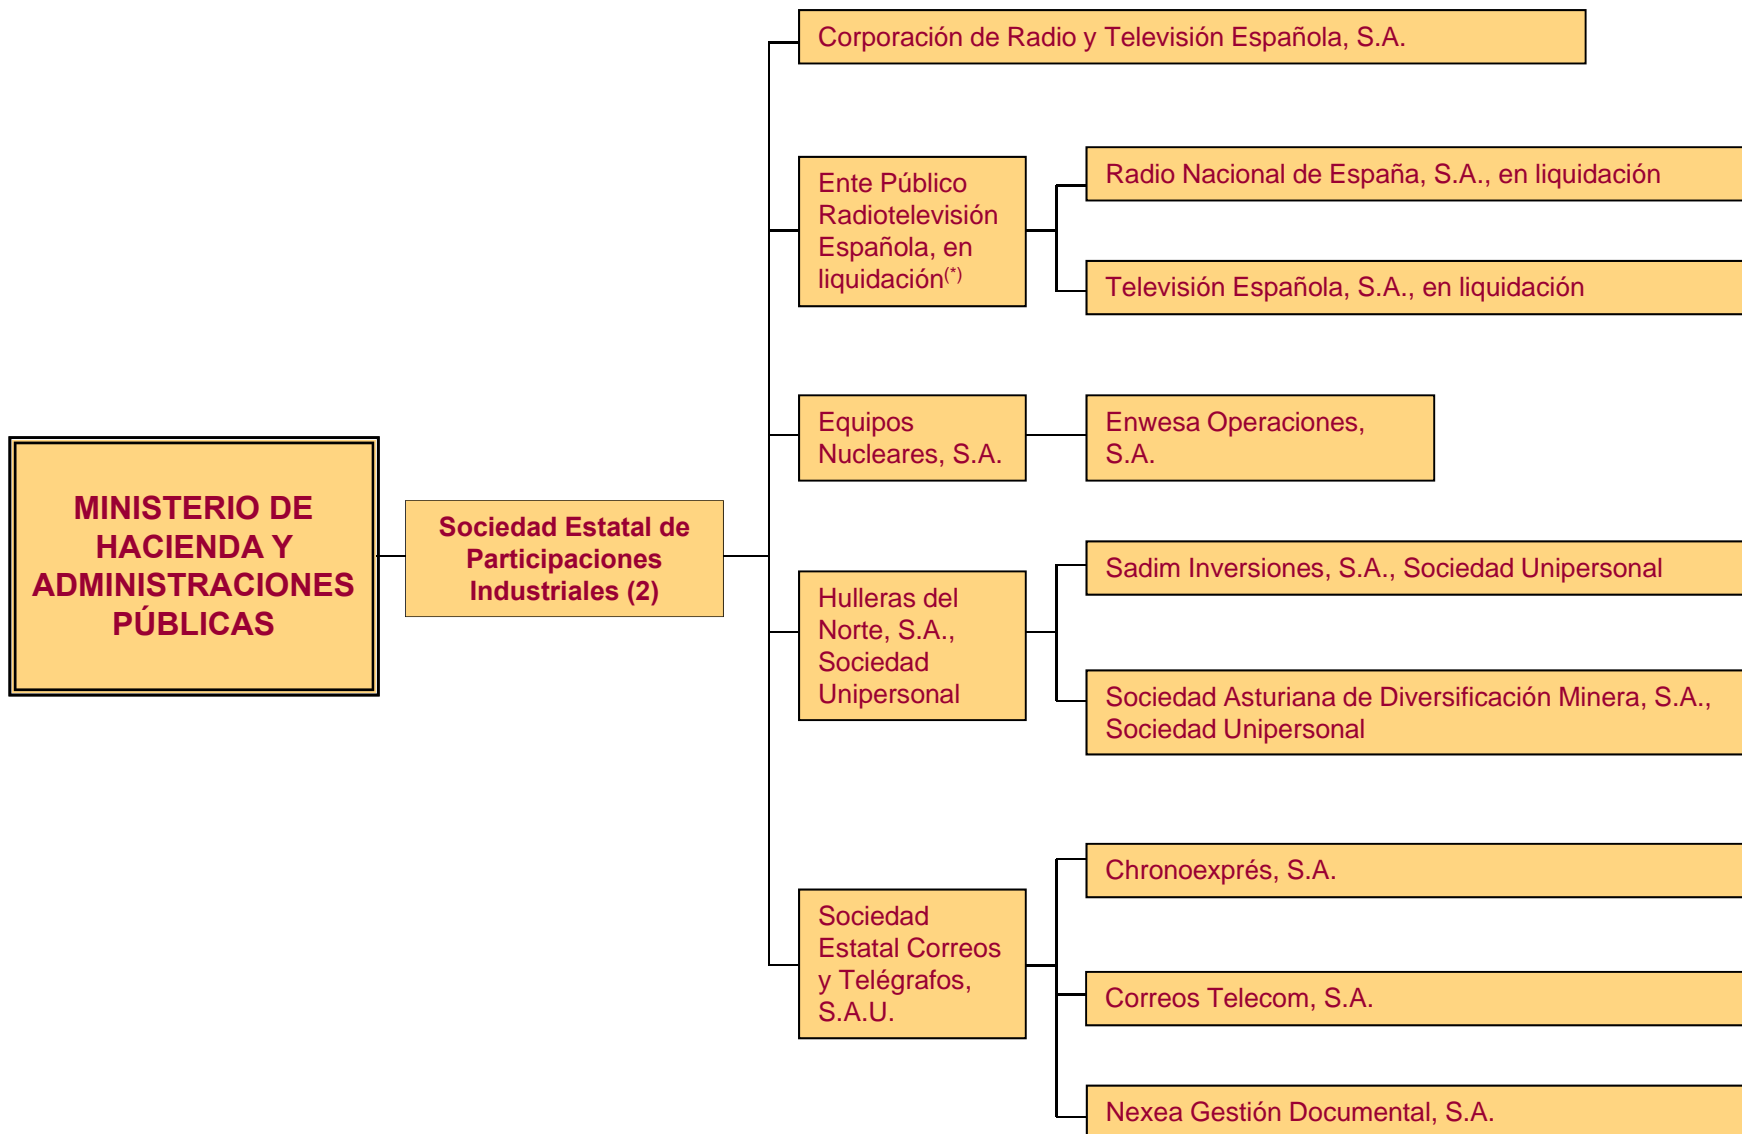 MINISTERIO DE
HACIENDA Y
ADMINISTRACIONES
PÚBLICAS
Sociedad Estatal de
Participaciones
Industriales (2)
Corporación de Radio y Televisión Española, S.A.
Ente Público
Radiotelevisión
Española, en
liquidación(*)
Radio Nacional de España, S.A., en liquidación
Televisión Española, S.A., en liquidación
Equipos
Nucleares, S.A.
Enwesa Operaciones,
S.A.
Hulleras del
Norte, S.A.,
Sociedad
Unipersonal
Sadim Inversiones, S.A., Sociedad Unipersonal
Sociedad Asturiana de Diversificación Minera, S.A.,
Sociedad Unipersonal
Sociedad
Estatal Correos
y Telégrafos,
S.A.U.
Chronoexprés, S.A.
Correos Telecom, S.A.
Nexea Gestión Documental, S.A.